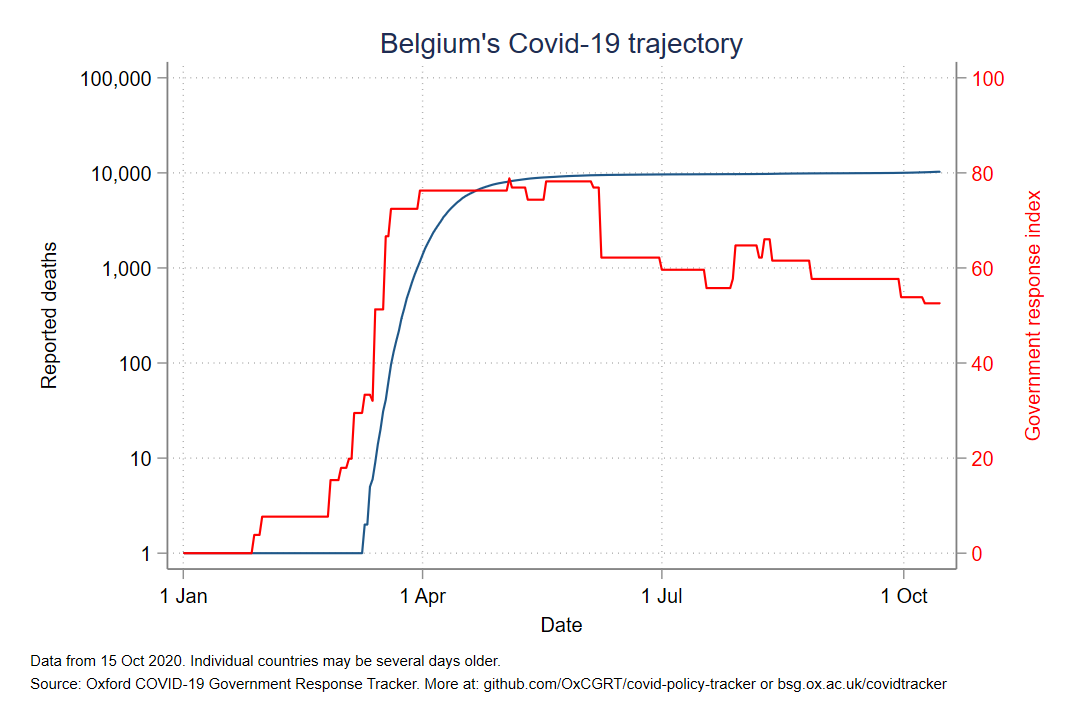 Belgium's Covid-19 trajectory
100,000
10,000
1,000
100
10
1
Reported deaths
100
80
60
40
20
0
Government response index
1 Jan
1 Apr
1 Jul
1 Oct
Date
Data from 15 Oct 2020. Individual countries may be several days older.
Source: Oxford COVID-19 Government Response Tracker. More at: github.com/OxCGRT/covid-policy-tracker or bsg.ox.ac.uk/covidtracker